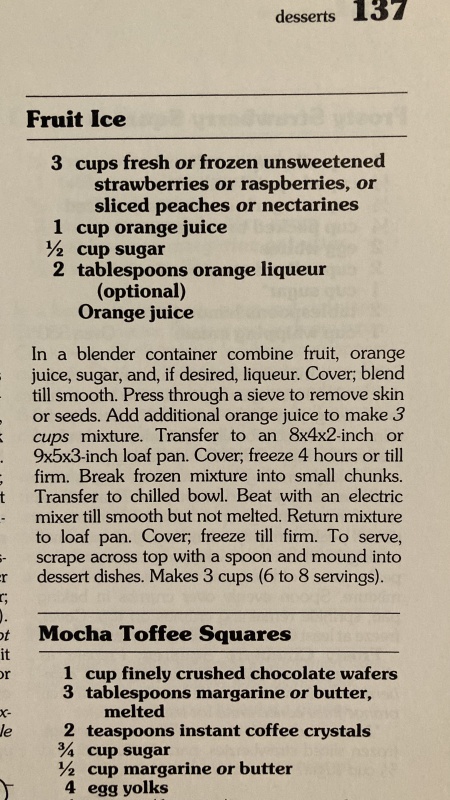 desserts 137
Fruit Ice
3 cups fresh or frozen unsweetened
strawberries or raspberries, or
sliced peaches or nectarines
1 cup orange juice
½ cup sugar
2 tablespoons orange liqueur
(optional)
Orange juice
In a blender container combine fruit, orange
juice, sugar, and, if desired, liqueur. Cover; blend
till smooth. Press through a sieve to remove skin
or seeds. Add additional orange juice to make 3
cups mixture. Transfer to an 8x4x2-inch or
9x5x3-inch loaf pan. Cover; freeze 4 hours or till
firm. Break frozen mixture into small chunks.
Transfer to chilled bowl. Beat with an electric
mixer till smooth but not melted. Return mixture
to loaf pan. Cover; freeze till firm. To serve,
scrape across top with a spoon and mound into
dessert dishes. Makes 3 cups (6 to 8 servings).
Mocha Toffee Squares
1 cup finely crushed chocolate wafers
3 tablespoons margarine or butter,
melted
2 teaspoons instant coffee crystals
¾ cup sugar
½ cup margarine or butter
4 egg yolks